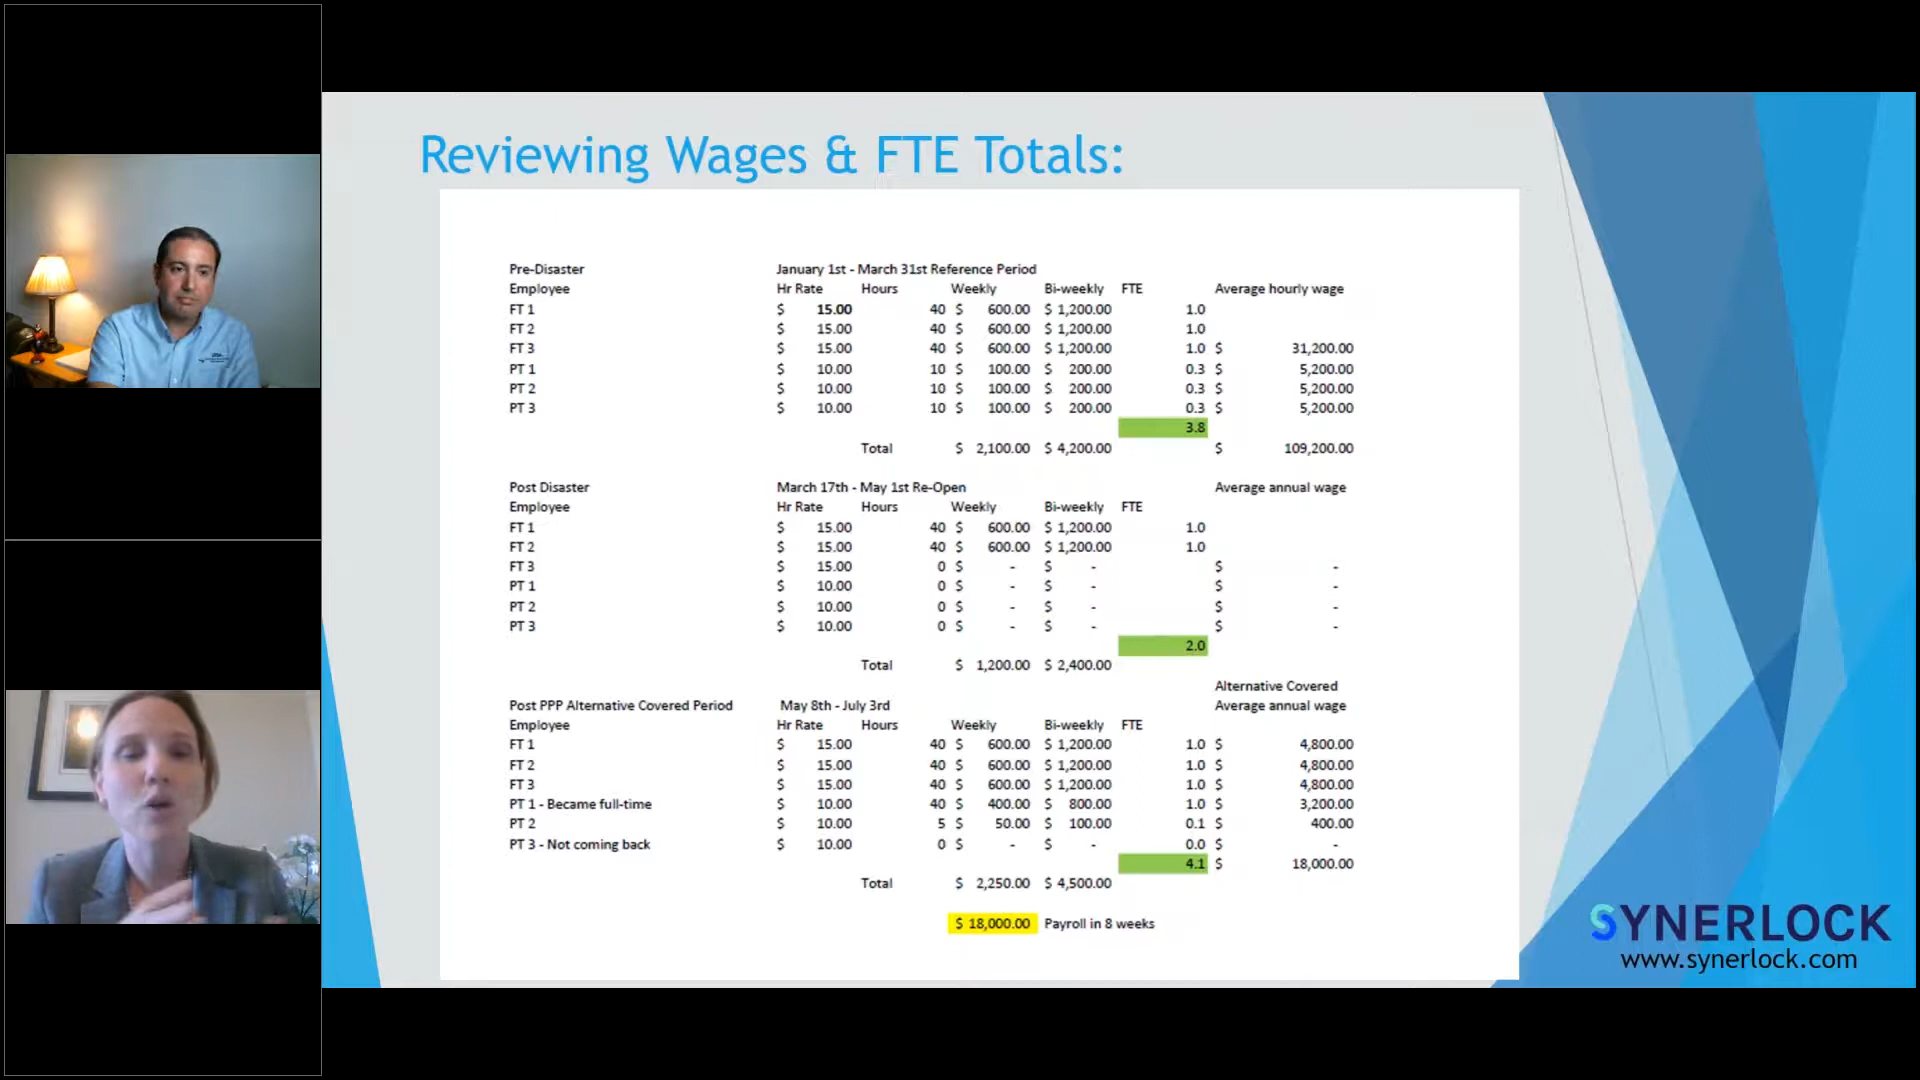 Reviewing Wages & FTE Totals:
Pre-Disaster January 1st - March 31st Reference Period
Employee Hr Rate Hours Weekly Bi-weekly FTE Average hourly wage
FT 1 $ 15.00 40 $ 600.00 $ 1,200.00 1.0
FT 2 $ 15.00 40 $ 600.00 $ 1,200.00 1.0
FT 3 $ 15.00 40 $ 600.00 $ 1,200.00 1.0 $ 31,200.00
PT 1 $ 10.00 10 $ 100.00 $ 200.00 0.3 $ 5,200.00
PT 2 $ 10.00 10 $ 100.00 $ 200.00 0.3 $ 5,200.00
PT 3 $ 10.00 10 $ 100.00 $ 200.00 0.3 $ 5,200.00
3.8
Total $ 2,100.00 $ 4,200.00 $ 109,200.00
Post Disaster March 17th - May 1st Re-Open Average annual wage
Employee Hr Rate Hours Weekly Bi-weekly FTE
FT 1 $ 15.00 40 $ 600.00 $ 1,200.00 1.0
FT 2 $ 15.00 40 $ 600.00 $ 1,200.00 1.0
FT 3 $ 15.00 0 $ - $ - $ -
PT 1 $ 10.00 0 $ - $ - $ -
PT 2 $ 10.00 0 $ - $ - $ -
PT 3 $ 10.00 0 $ - $ - $ -
2.0
Total $ 1,200.00 $ 2,400.00
Alternative Covered
Post PPP Alternative Covered Period May 8th - July 3rd Average annual wage
Employee Hr Rate Hours Weekly Bi-weekly FTE
FT 1 $ 15.00 40 $ 600.00 $ 1,200.00 1.0 $ 4,800.00
FT 2 $ 15.00 40 $ 600.00 $ 1,200.00 1.0 $ 4,800.00
FT 3 $ 15.00 40 $ 600.00 $ 1,200.00 1.0 $ 4,800.00
PT 1 - Became full-time $ 10.00 40 $ 400.00 $ 800.00 1.0 $ 3,200.00
PT 2 $ 10.00 5 $ 50.00 $ 100.00 0.1 $ 400.00
PT 3 - Not coming back $ 10.00 0 $ - $ - 0.0 $ -
4.1 $ 18,000.00
Total $ 2,250.00 $ 4,500.00
$ 18,000.00 Payroll in 8 weeks
SYNERLOCK
www.synerlock.com